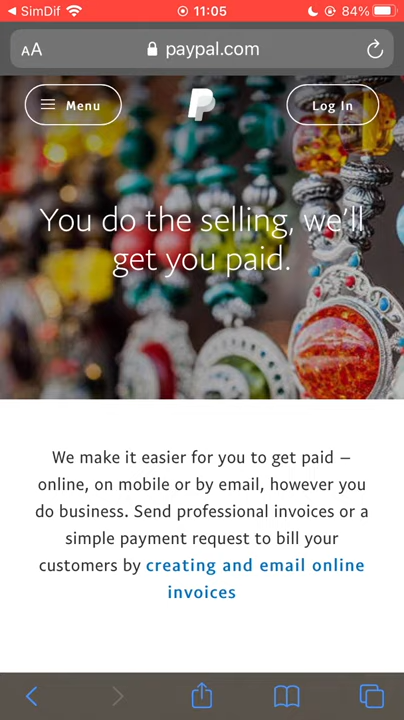 SimDif 11:05 84%
AA paypal.com
Menu Log In
You do the selling, we'll
get you paid.
We make it easier for you to get paid –
online, on mobile or by email, however you
do business. Send professional invoices or a
simple payment request to bill your
customers by creating and email online
invoices